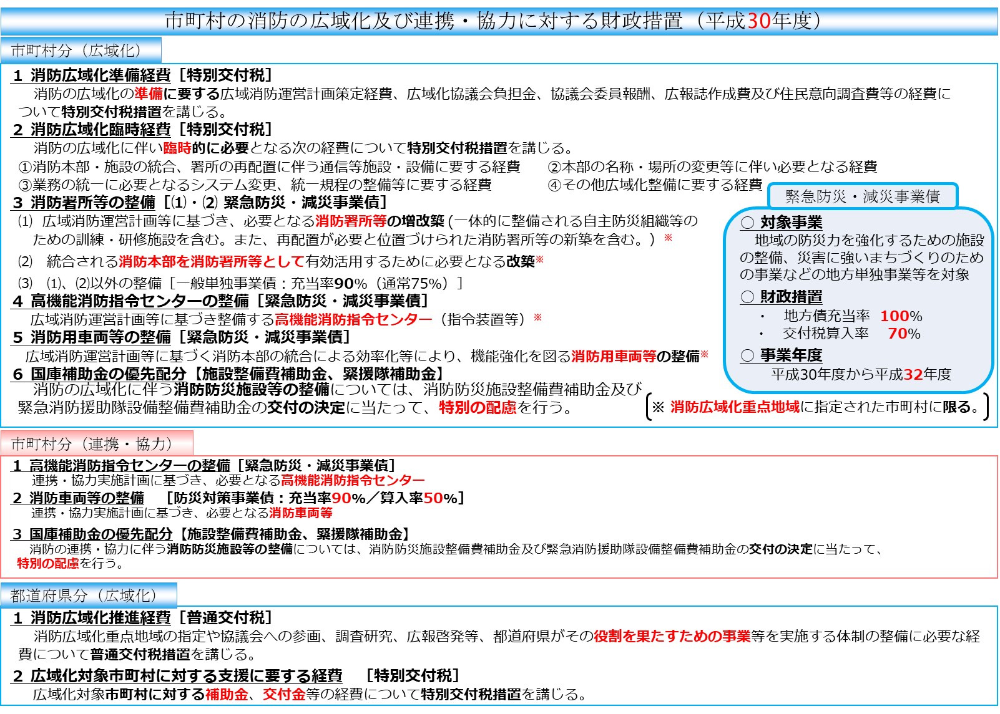 市町村の消防の広域化及び連携・協力に対する財政措置（平成30年度）
市町村分（広域化）
1 消防広域化準備経費［特別交付税］
消防の広域化の準備に要する広域消防運営計画策定経費、広域化協議会負担金、協議会委員報酬、広報誌作成費及び住民意向調査費等の経費に
ついて特別交付税措置を講じる。
2 消防広域化臨時経費［特別交付税］
消防の広域化に伴い臨時的に必要となる次の経費について特別交付税措置を講じる。
①消防本部・施設の統合、署所の再配置に伴う通信等施設・設備に要する経費　②本部の名称・場所の変更等に伴い必要となる経費
③業務の統一に必要となるシステム変更、統一規程の整備等に要する経費　④その他広域化整備に要する経費
3 消防署所等の整備［⑴・⑵ 緊急防災・減災事業債］
⑴ 広域消防運営計画等に基づき、必要となる消防署所等の増改築(一体的に整備される自主防災組織等の
ための訓練・研修施設を含む。また、再配置が必要と位置づけられた消防署所等の新築を含む。）※
⑵ 統合される消防本部を消防署所等として有効活用するために必要となる改築※
⑶ ⑴、⑵以外の整備［一般単独事業債：充当率90%（通常75%）］
4 高機能消防指令センターの整備［緊急防災・減災事業債］
広域消防運営計画等に基づき整備する高機能消防指令センター（指令装置等）※
5 消防用車両等の整備［緊急防災・減災事業債］
広域消防運営計画等に基づく消防本部の統合による効率化等により、機能強化を図る消防用車両等の整備※
6 国庫補助金の優先配分【施設整備費補助金、緊援隊補助金】
消防の広域化に伴う消防防災施設等の整備については、消防防災施設整備費補助金及び
緊急消防援助隊設備整備費補助金の交付の決定に当たって、特別の配慮を行う。
緊急防災・減災事業債
○ 対象事業
地域の防災力を強化するための施設
の整備、災害に強いまちづくりのため
の事業などの地方単独事業等を対象
○ 財政措置
・ 地方債充当率 100%
・ 交付税算入率 70%
○ 事業年度
平成30年度から平成32年度
※ 消防広域化重点地域に指定された市町村に限る。
市町村分（連携・協力）
1 高機能消防指令センターの整備［緊急防災・減災事業債］
連携・協力実施計画に基づき、必要となる高機能消防指令センター
2 消防車両等の整備　［防災対策事業債：充当率90%／算入率50%］
連携・協力実施計画に基づき、必要となる消防車両等
3 国庫補助金の優先配分【施設整備費補助金、緊援隊補助金】
消防の連携・協力に伴う消防防災施設等の整備については、消防防災施設整備費補助金及び緊急消防援助隊設備整備費補助金の交付の決定に当たって、
特別の配慮を行う。
都道府県分（広域化）
1 消防広域化推進経費［普通交付税］
消防広域化重点地域の指定や協議会への参画、調査研究、広報啓発等、都道府県がその役割を果たすための事業等を実施する体制の整備に必要な経
費について普通交付税措置を講じる。
2 広域化対象市町村に対する支援に要する経費　［特別交付税］
広域化対象市町村に対する補助金、交付金等の経費について特別交付税措置を講じる。